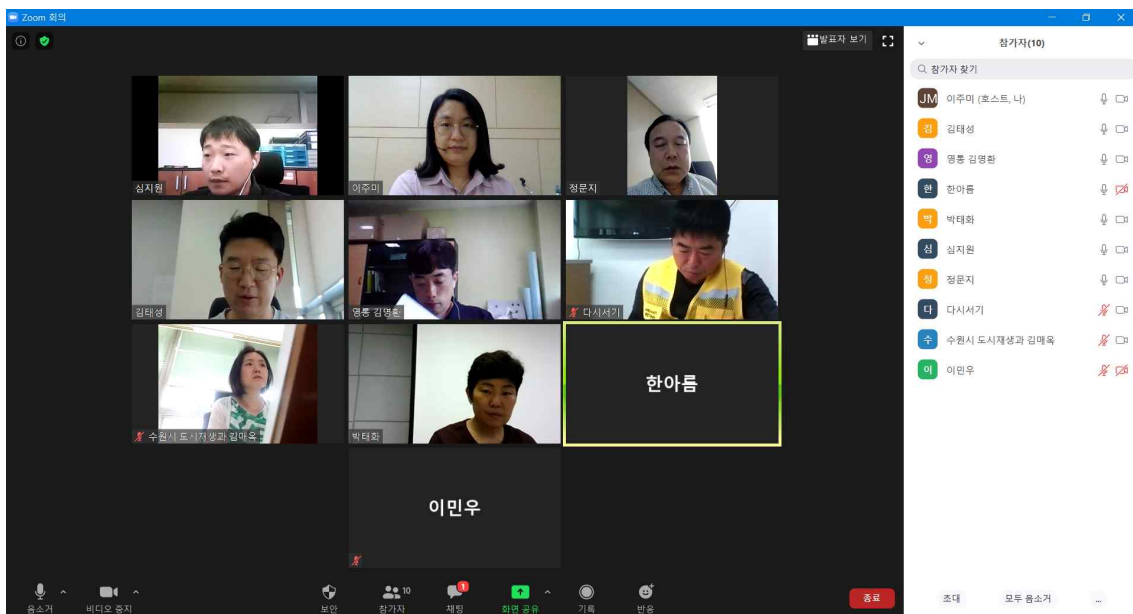 Zoom 회의
발표자 보기
심지원
이주미
정문지
김태성
영통 김영환
다시서기
수원시 도시재생과 김매옥
박태화
한아름
이민우
음소거
비디오 중지
보안
10
참가자
1
채팅
화면 공유
기록
반응
종료
참가자(10)
참가자 찾기
JM 이주미 (호스트, 나)
김 김태성
영 영통 김영환
한 한아름
박 박태화
심 심지원
정 정문지
다 다시서기
수 수원시 도시재생과 김매옥
이 이민우
초대
모두 음소거
...